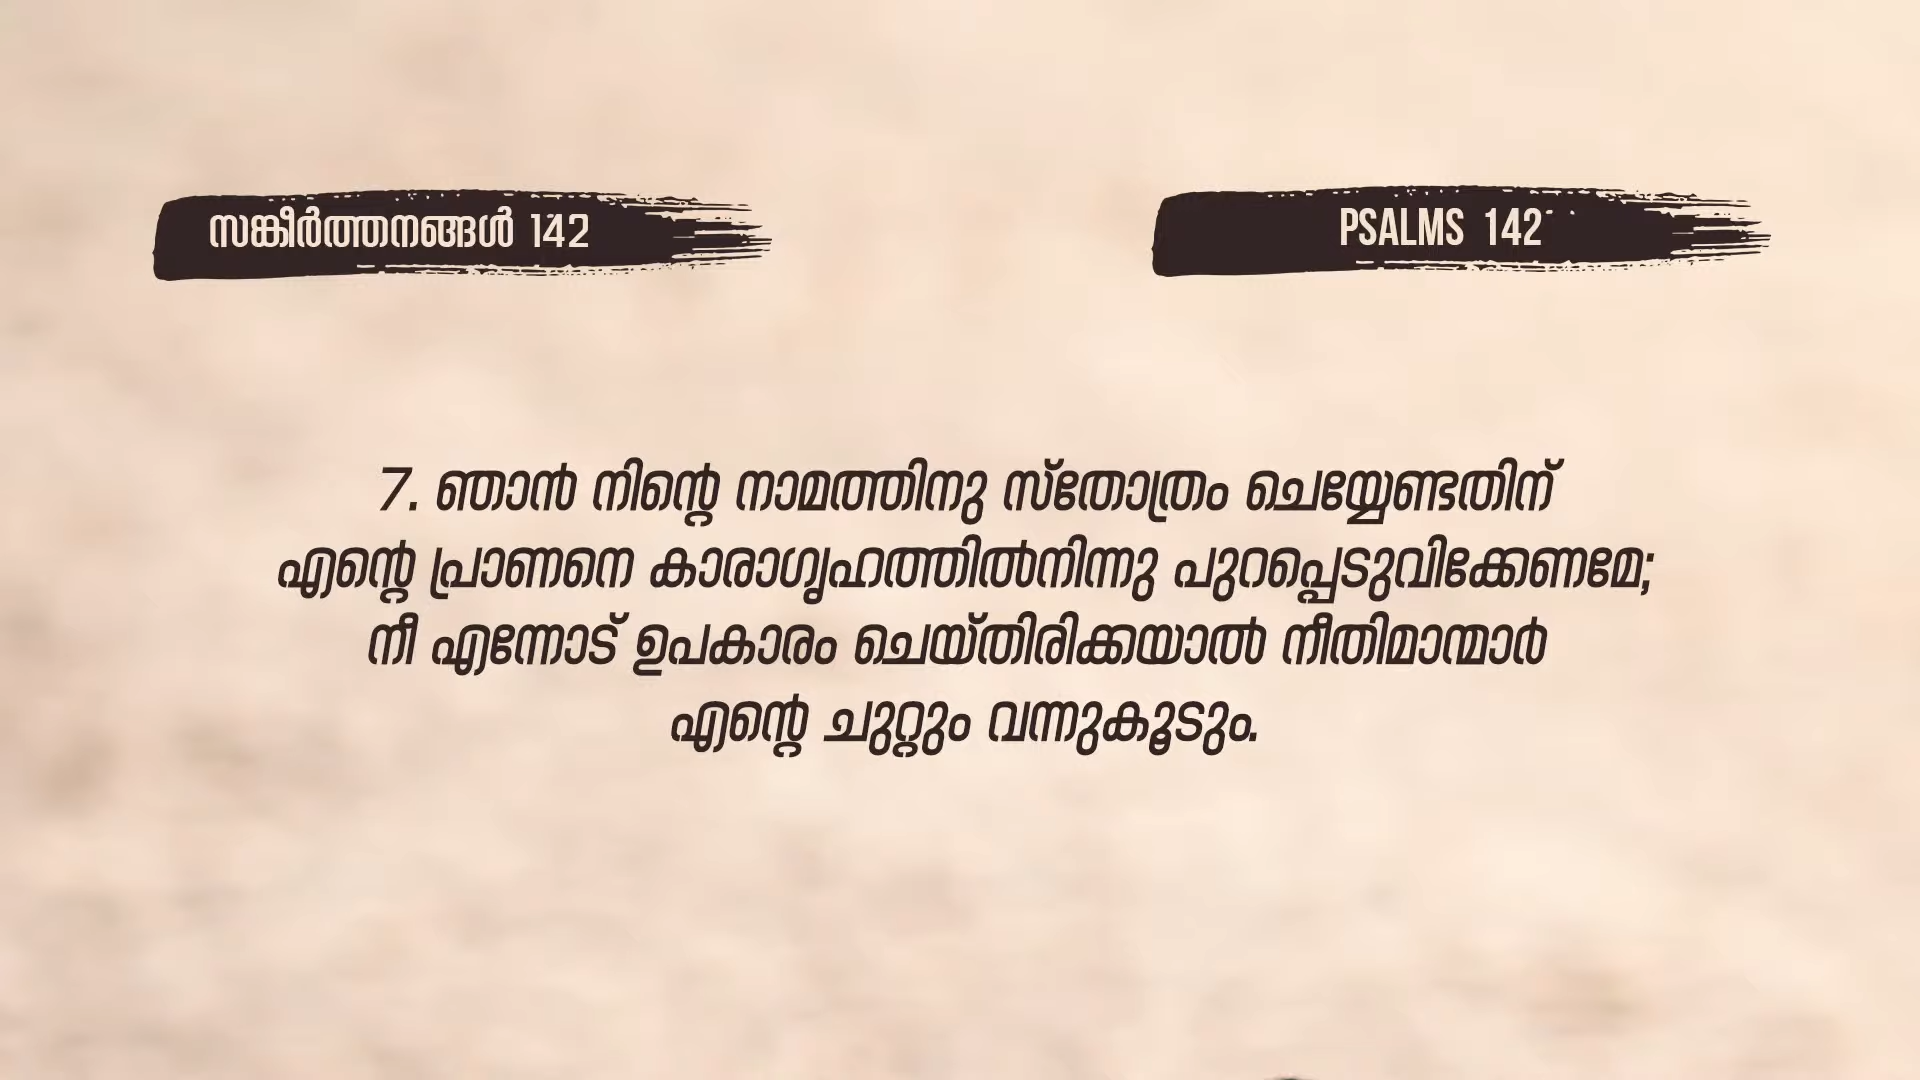 സങ്കീർത്തനങ്ങൾ 142
PSALMS 142
7. ഞാൻ നിന്റെ നാമത്തിനു സ്തോത്രം ചെയ്യേണ്ടതിന്
എന്റെ പ്രാണനെ കാരാഗൃഹത്തിൽനിന്നു പുറപ്പെടുവിക്കേണമേ;
നീ എന്നോട് ഉപകാരം ചെയ്തിരിക്കയാൽ നീതിമാന്മാർ
എന്റെ ചുറ്റും വന്നുകൂടും.